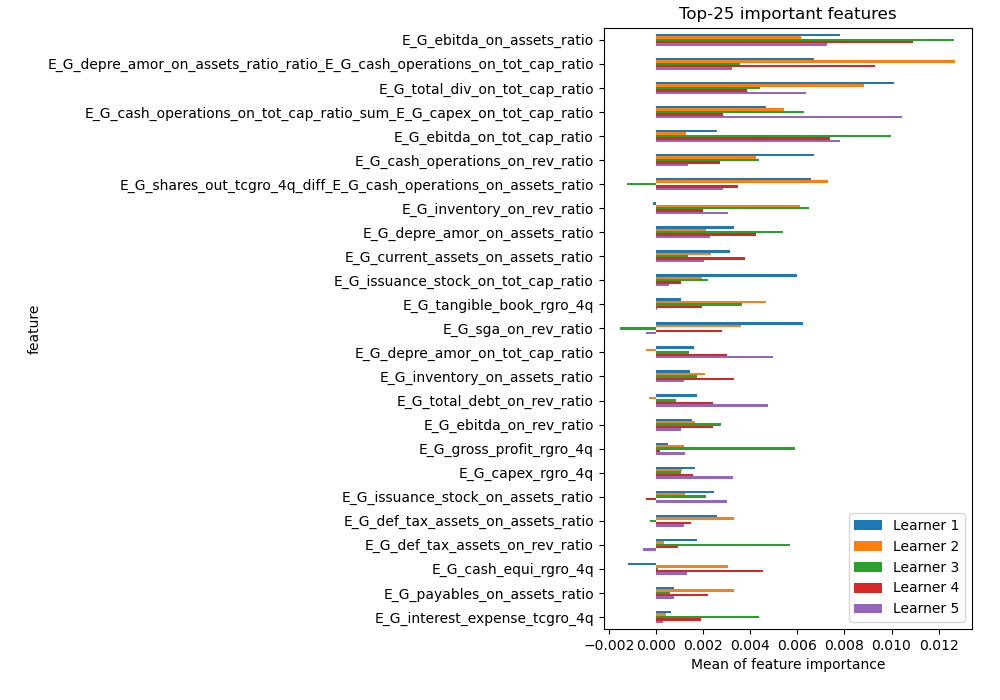 Top-25 important features
E_G_ebitda_on_assets_ratio
E_G_depre_amor_on_assets_ratio_ratio_E_G_cash_operations_on_tot_cap_ratio
E_G_total_div_on_tot_cap_ratio
E_G_cash_operations_on_tot_cap_ratio_sum_E_G_capex_on_tot_cap_ratio
E_G_ebitda_on_tot_cap_ratio
E_G_cash_operations_on_rev_ratio
E_G_shares_out_tcgro_4q_diff_E_G_cash_operations_on_assets_ratio
E_G_inventory_on_rev_ratio
E_G_depre_amor_on_assets_ratio
E_G_current_assets_on_assets_ratio
E_G_issuance_stock_on_tot_cap_ratio
E_G_tangible_book_rgro_4q
E_G_sga_on_rev_ratio
E_G_depre_amor_on_tot_cap_ratio
E_G_inventory_on_assets_ratio
E_G_total_debt_on_rev_ratio
E_G_ebitda_on_rev_ratio
E_G_gross_profit_rgro_4q
E_G_capex_rgro_4q
E_G_issuance_stock_on_assets_ratio
E_G_def_tax_assets_on_assets_ratio
E_G_def_tax_assets_on_rev_ratio
E_G_cash_equi_rgro_4q
E_G_payables_on_assets_ratio
E_G_interest_expense_tcgro_4q
feature
Learner 1
Learner 2
Learner 3
Learner 4
Learner 5
−0.002 0.000 0.002 0.004 0.006 0.008 0.010 0.012
Mean of feature importance